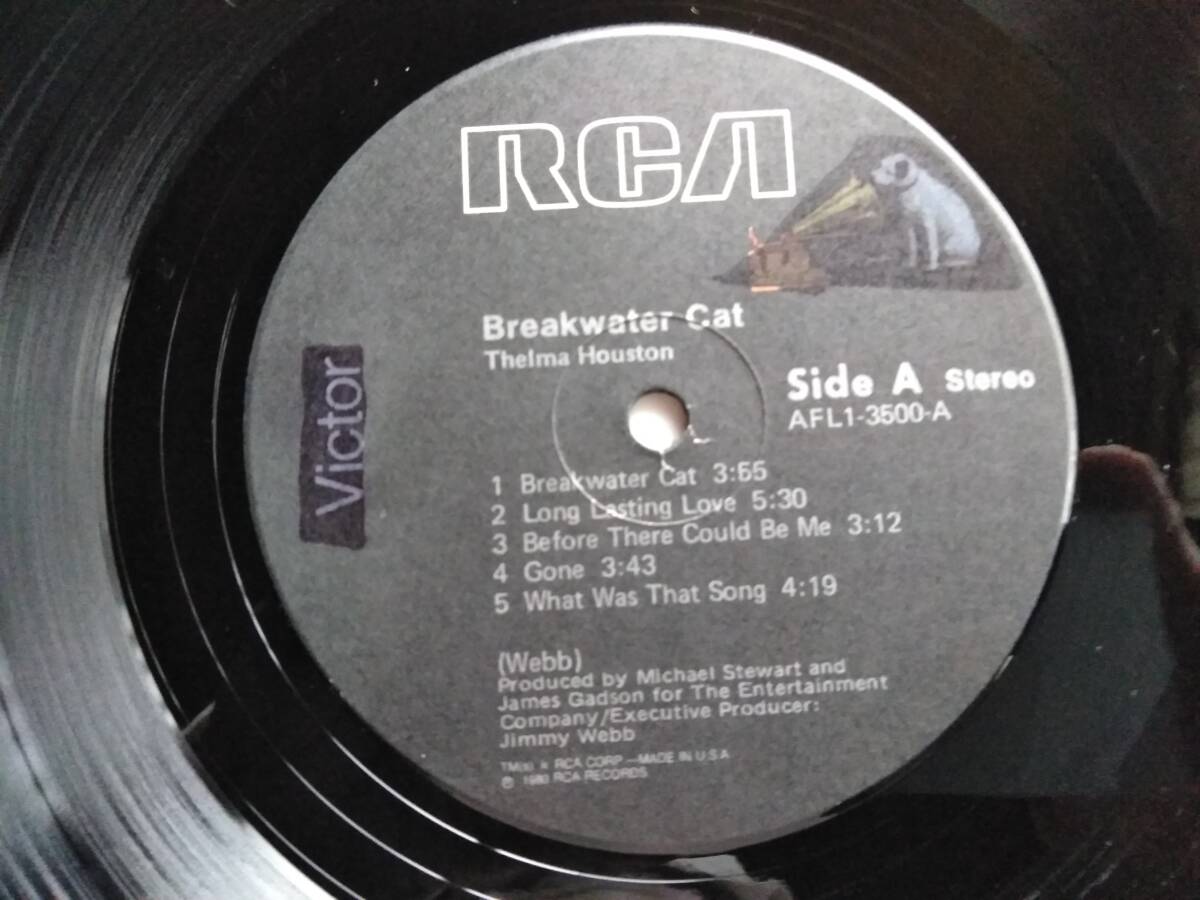 RCA
Victor
Breakwater Cat
Thelma Houston
Side A Stereo
AFL1-3500-A
1 Breakwater Cat 3:55
2 Long Lasting Love 5:30
3 Before There Could Be Me 3:12
4 Gone 3:43
5 What Was That Song 4:19
(Webb)
Produced by Michael Stewart and
James Gadson for The Entertainment
Company/Executive Producer:
Jimmy Webb
TM(s) ® RCA CORP—MADE IN U.S.A
℗ 1980 RCA RECORDS